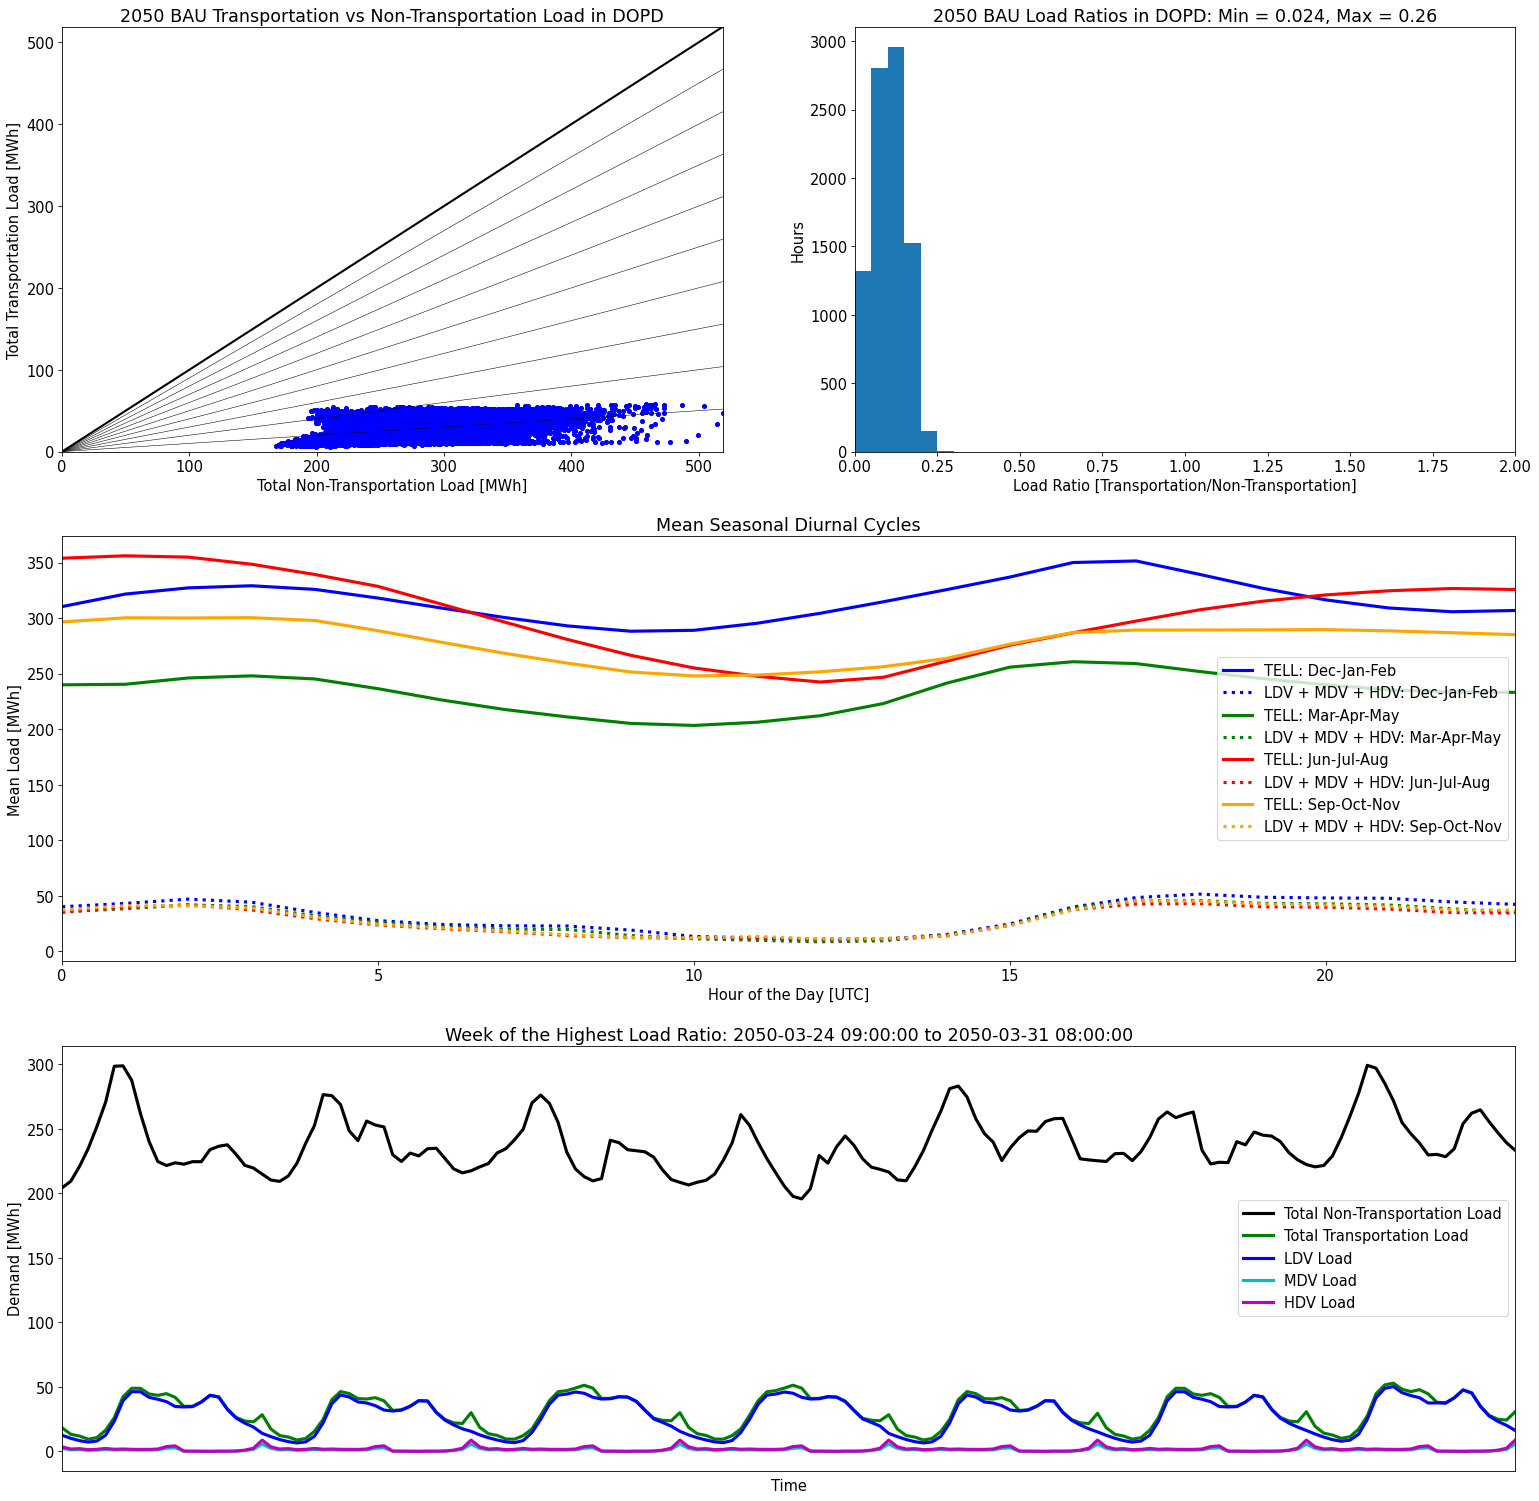 2050 BAU Transportation vs Non-Transportation Load in DOPD
500
400
300
200
100
0
Total Transportation Load [MWh]
0 100 200 300 400 500
Total Non-Transportation Load [MWh]
2050 BAU Load Ratios in DOPD: Min = 0.024, Max = 0.26
3000
2500
2000
1500
1000
500
0
Hours
0.00 0.25 0.50 0.75 1.00 1.25 1.50 1.75 2.00
Load Ratio [Transportation/Non-Transportation]
Mean Seasonal Diurnal Cycles
350
300
250
200
150
100
50
0
Mean Load [MWh]
TELL: Dec-Jan-Feb
LDV + MDV + HDV: Dec-Jan-Feb
TELL: Mar-Apr-May
LDV + MDV + HDV: Mar-Apr-May
TELL: Jun-Jul-Aug
LDV + MDV + HDV: Jun-Jul-Aug
TELL: Sep-Oct-Nov
LDV + MDV + HDV: Sep-Oct-Nov
0 5 10 15 20
Hour of the Day [UTC]
Week of the Highest Load Ratio: 2050-03-24 09:00:00 to 2050-03-31 08:00:00
300
250
200
150
100
50
0
Demand [MWh]
Total Non-Transportation Load
Total Transportation Load
LDV Load
MDV Load
HDV Load
Time